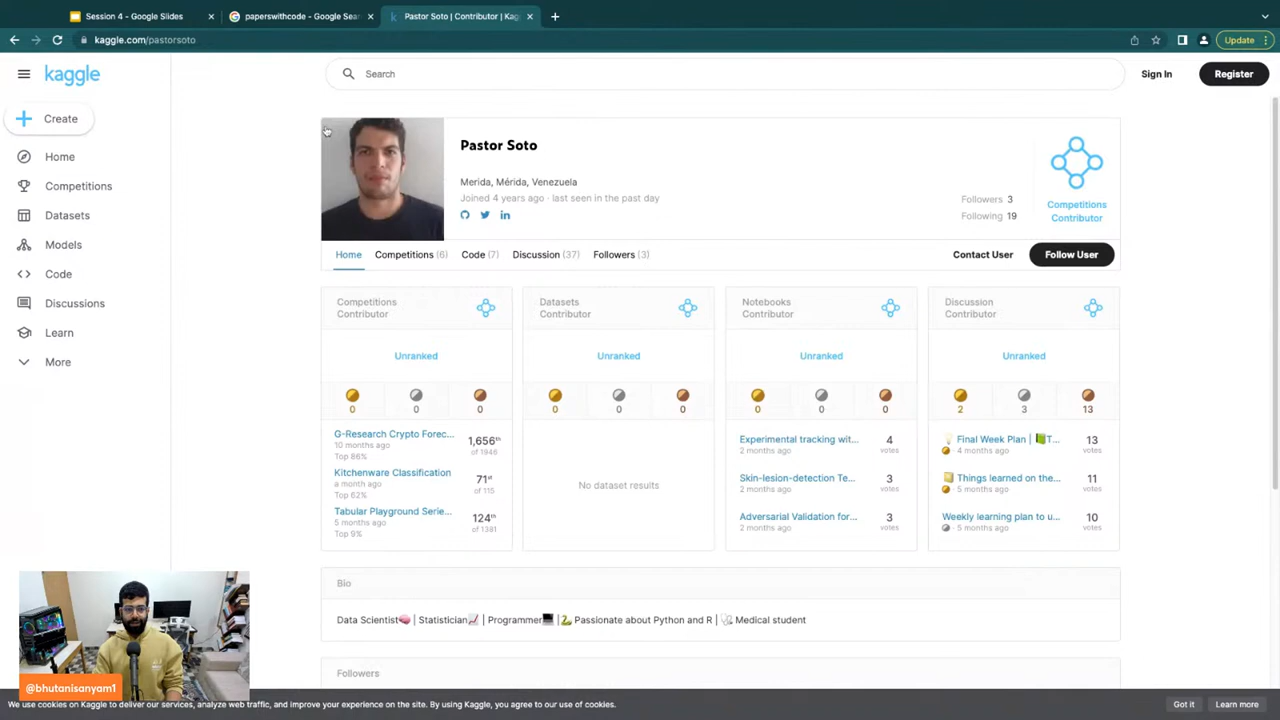 Session 4 - Google Slides
paperswithcode - Google Sear
Pastor Soto | Contributor | Kag
kaggle.com/pastorsoto
Update
kaggle
Search
Sign In
Register
Create
Home
Competitions
Datasets
Models
Code
Discussions
Learn
More
Pastor Soto
Merida, Mérida, Venezuela
Joined 4 years ago · last seen in the past day
Followers 3
Following 19
Competitions
Contributor
Home
Competitions (6)
Code (7)
Discussion (37)
Followers (3)
Contact User
Follow User
Competitions
Contributor
Unranked
0 0 0
G-Research Crypto Forec...
10 months ago
Top 86%
1,656th
of 1946
Kitchenware Classification
a month ago
Top 62%
71st
of 115
Tabular Playground Serie...
5 months ago
Top 9%
124th
of 1381
Datasets
Contributor
Unranked
0 0 0
No dataset results
Notebooks
Contributor
Unranked
0 0 0
Experimental tracking wit...
2 months ago
4
votes
Skin-lesion-detection Te...
2 months ago
3
votes
Adversarial Validation for...
2 months ago
3
votes
Discussion
Contributor
Unranked
2 3 13
Final Week Plan | T...
· 4 months ago
13
votes
Things learned on the...
· 5 months ago
11
votes
Weekly learning plan to u...
· 5 months ago
10
votes
Bio
Data Scientist🧠 | Statistician📈 | Programmer💻 | 🐍 Passionate about Python and R | 🩺 Medical student
Followers
@bhutanisanyam1
We use cookies on Kaggle to deliver our services, analyze web traffic, and improve your experience on the site. By using Kaggle, you agree to our use of cookies.
Got it
Learn more